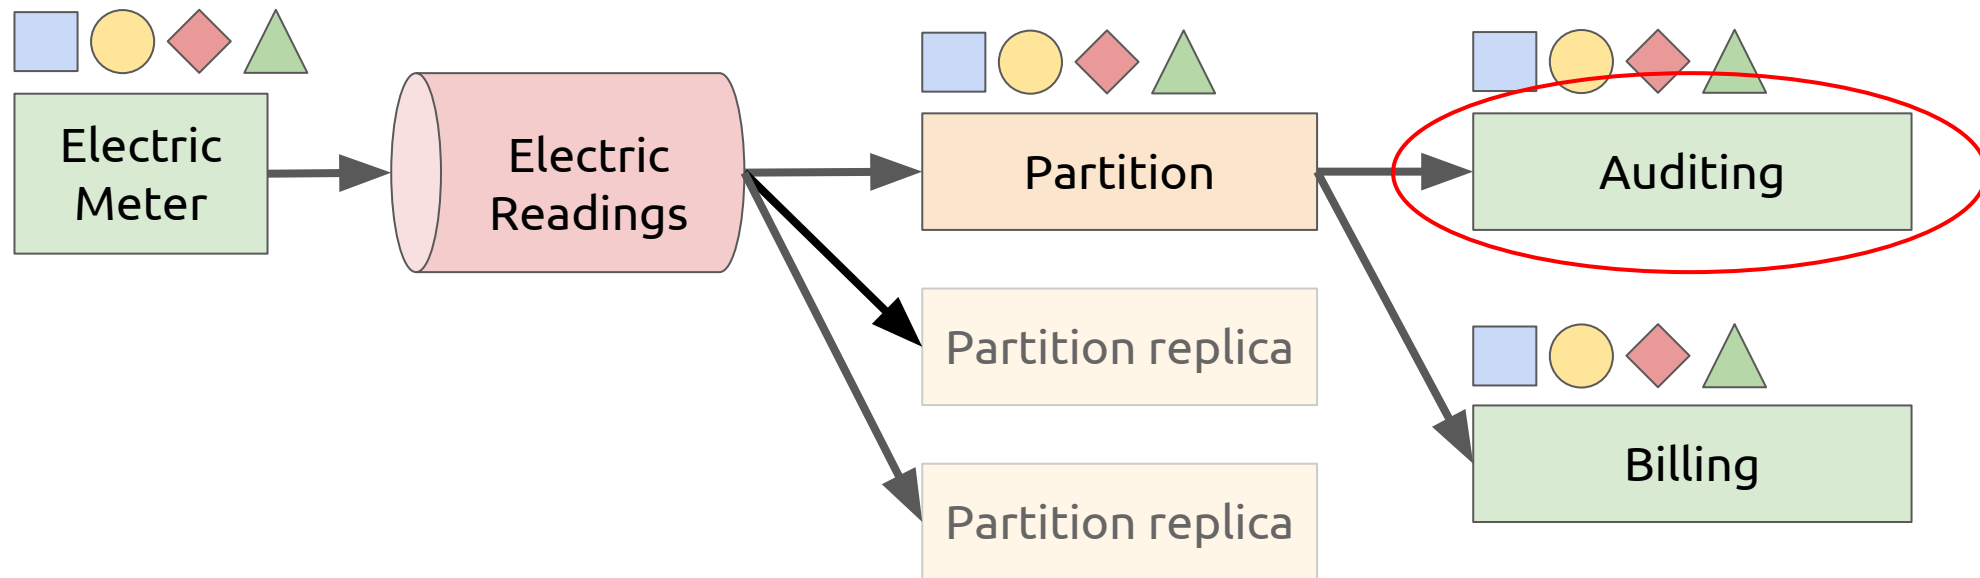 Electric
Meter
Electric
Readings
Partition
Auditing
Partition replica
Billing
Partition replica